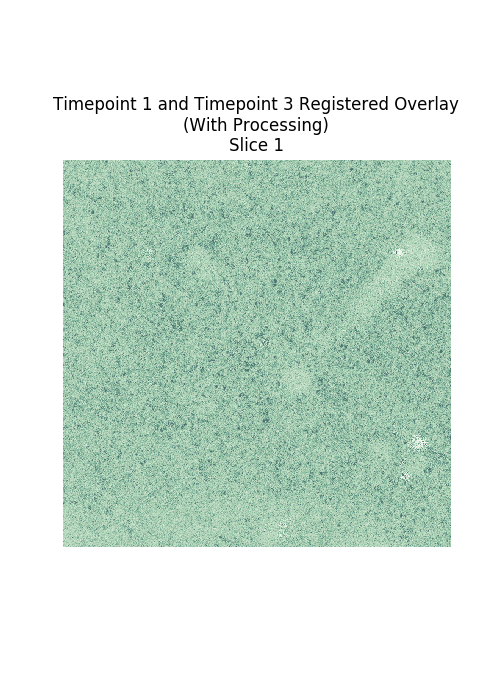 Timepoint 1 and Timepoint 3 Registered Overlay
(With Processing)
Slice 1